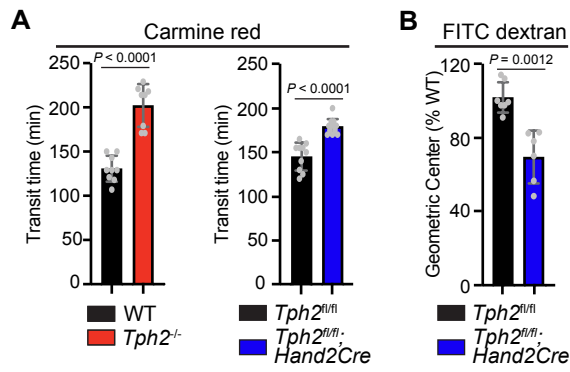 A
Carmine red
P < 0.0001
Transit time (min)
250
200
150
100
50
0
WT
Tph2-/-
P < 0.0001
Transit time (min)
250
200
150
100
50
0
Tph2fl/fl
Tph2fl/fl;
Hand2Cre
B
FITC dextran
P = 0.0012
Geometric Center (% WT)
120
80
40
0
Tph2fl/fl
Tph2fl/fl;
Hand2Cre